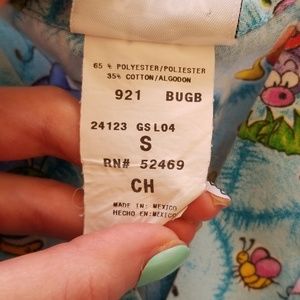 65 % POLYESTER/POLIESTER
35% COTTON/ALGODON
921 BUGB
24123 GSL04
S
RN# 52469
CH
MADE IN: MEXICO
HECHO EN: MEXICO